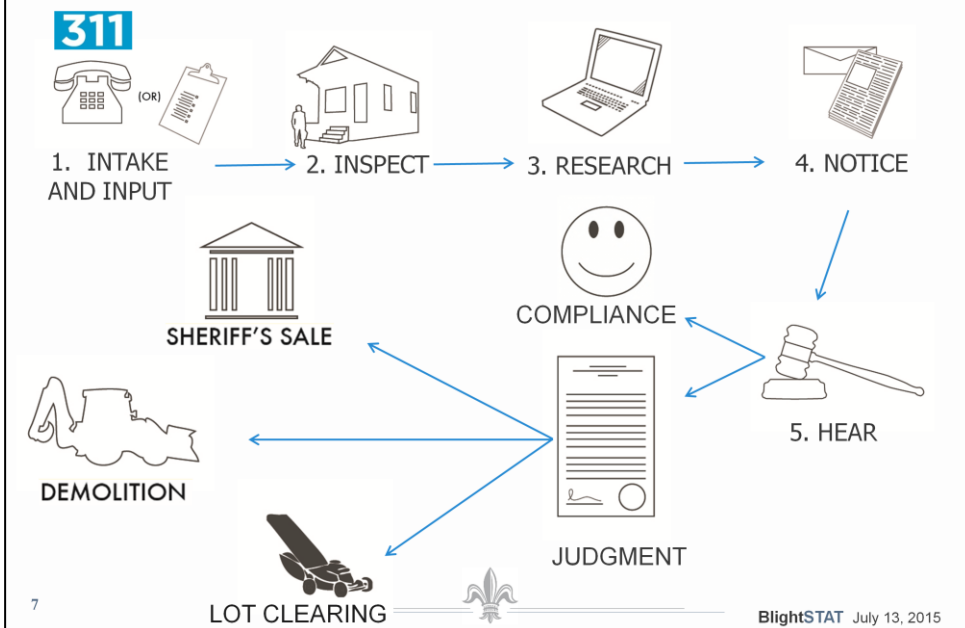 311
(OR)
1. INTAKE
AND INPUT
2. INSPECT
3. RESEARCH
4. NOTICE
SHERIFF'S SALE
COMPLIANCE
5. HEAR
DEMOLITION
JUDGMENT
LOT CLEARING
7
BlightSTAT July 13, 2015